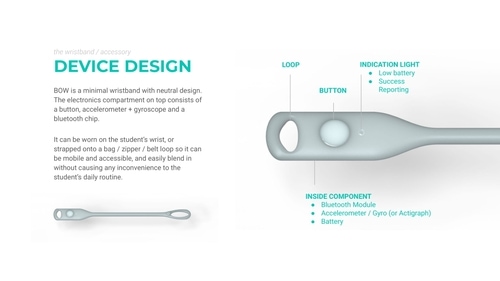 the wristband / accessory
DEVICE DESIGN
BOW is a minimal wristband with neutral design.
The electronics compartment on top consists of
a button, accelerometer + gyroscope and a
bluetooth chip.
It can be worn on the student's wrist, or
strapped onto a bag / zipper / belt loop so it can
be mobile and accessible, and easily blend in
without causing any inconvenience to the
student's daily routine.
LOOP
BUTTON
INDICATION LIGHT
● Low battery
● Success
Reporting
INSIDE COMPONENT
● Bluetooth Module
● Accelerometer / Gyro (or Actigraph)
● Battery